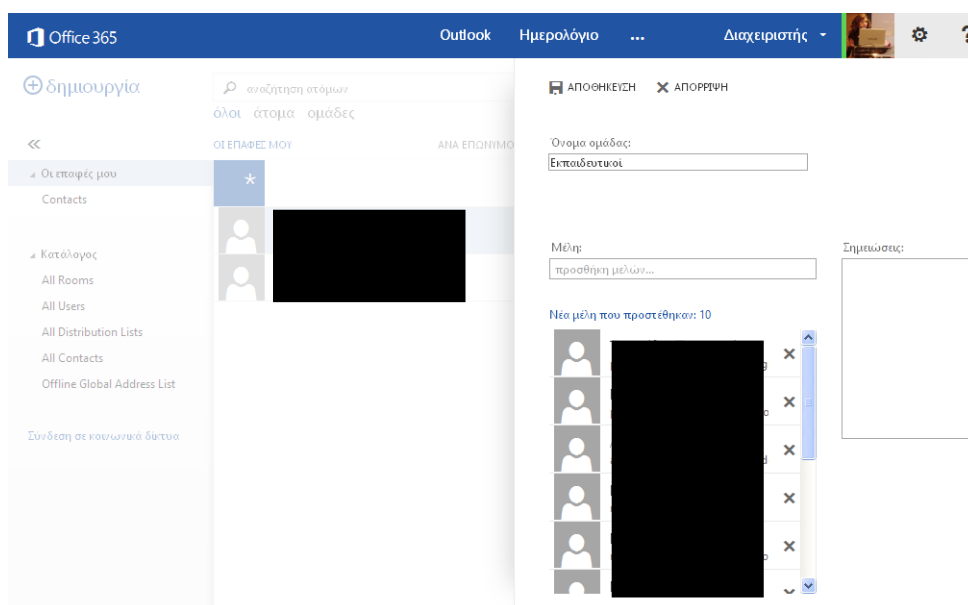 Office 365
Outlook Ημερολόγιο ... Διαχειριστής
δημιουργία
αναζήτηση ατόμων
όλοι άτομα ομάδες
ΟΙ ΕΠΑΦΕΣ ΜΟΥ ΑΝΑ ΕΠΩΝΥΜΟ
Οι επαφές μου
Contacts
Κατάλογος
All Rooms
All Users
All Distribution Lists
All Contacts
Offline Global Address List
Σύνδεση σε κοινωνικά δίκτυα
ΑΠΟΘΗΚΕΥΣΗ ΑΠΟΡΡΙΨΗ
Όνομα ομάδας:
Εκπαιδευτικοί
Μέλη:
προσθήκη μελών...
Νέα μέλη που προστέθηκαν: 10
Σημειώσεις: